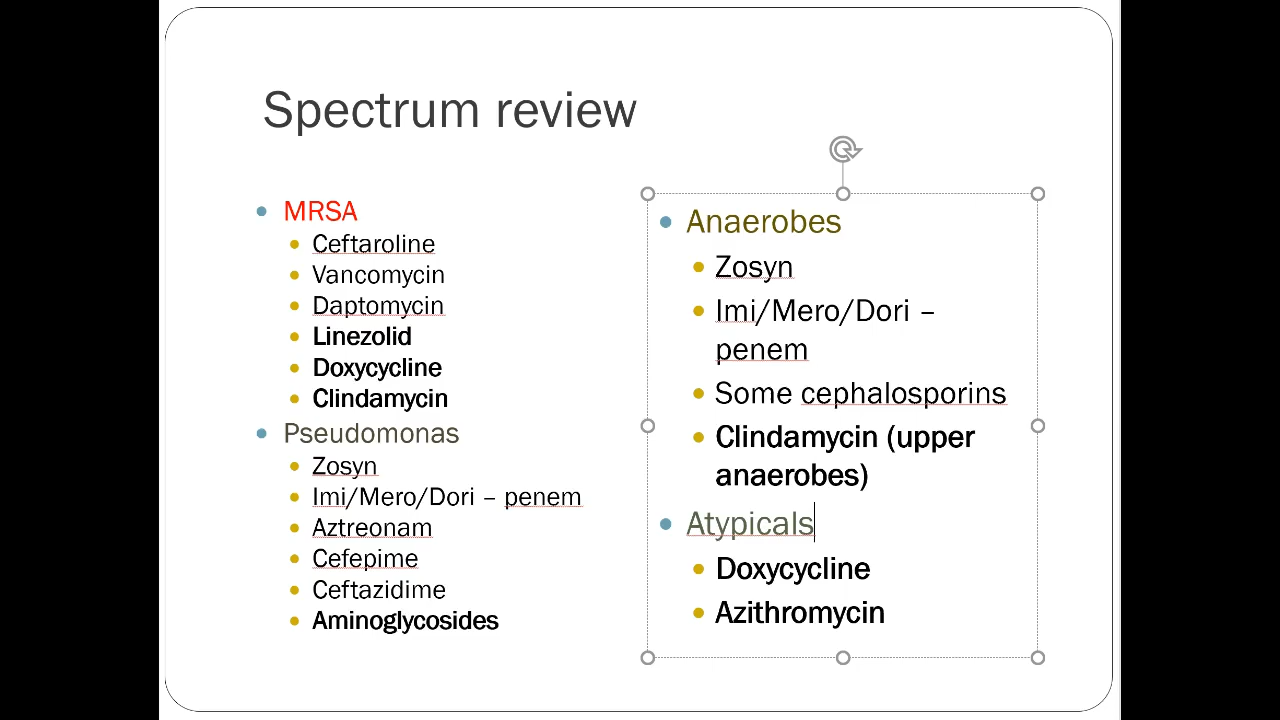 Spectrum review
MRSA
Ceftaroline
Vancomycin
Daptomycin
Linezolid
Doxycycline
Clindamycin
Pseudomonas
Zosyn
Imi/Mero/Dori – penem
Aztreonam
Cefepime
Ceftazidime
Aminoglycosides
Anaerobes
Zosyn
Imi/Mero/Dori –
penem
Some cephalosporins
Clindamycin (upper
anaerobes)
Atypicals
Doxycycline
Azithromycin